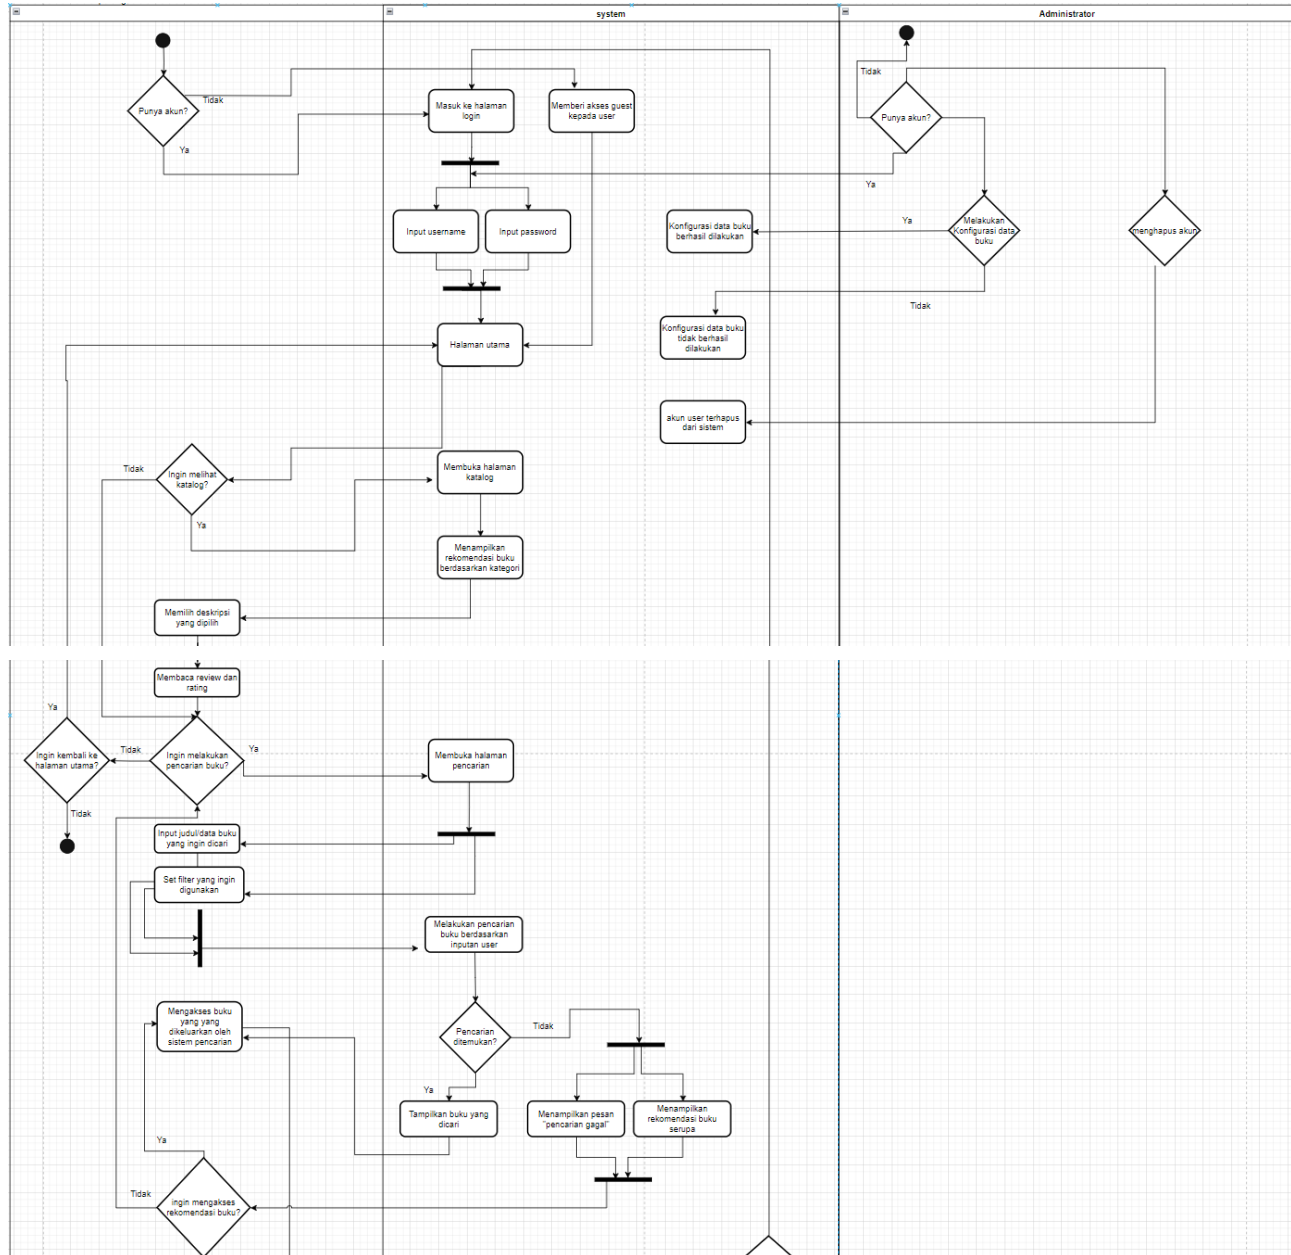 system
Administrator
Tidak
Punya akun?
Ya
Masuk ke halaman
login
Memberi akses guest
kepada user
Tidak
Punya akun?
Ya
Input username
Input password
Konfigurasi data buku
berhasil dilakukan
Ya
Melakukan
Konfigurasi data
buku
menghapus akun
Tidak
Konfigurasi data buku
tidak berhasil
dilakukan
Halaman utama
akun user terhapus
dari sistem
Tidak
Ingin melihat
katalog?
Ya
Membuka halaman
katalog
Menampilkan
rekomendasi buku
berdasarkan kategori
Memilih deskripsi
yang dipilih
Membaca review dan
rating
Ya
Ingin kembali ke
halaman utama?
Tidak
Ingin melakukan
pencarian buku?
Ya
Membuka halaman
pencarian
Tidak
Input judul/data buku
yang ingin dicari
Set filter yang ingin
digunakan
Melakukan pencarian
buku berdasarkan
inputan user
Mengakses buku
yang yang
dikeluarkan oleh
sistem pencarian
Pencarian
ditemukan?
Tidak
Ya
Tampilkan buku yang
dicari
Menampilkan pesan
"pencarian gagal"
Menampilkan
rekomendasi buku
serupa
Ya
Tidak
ingin mengakses
rekomendasi buku?